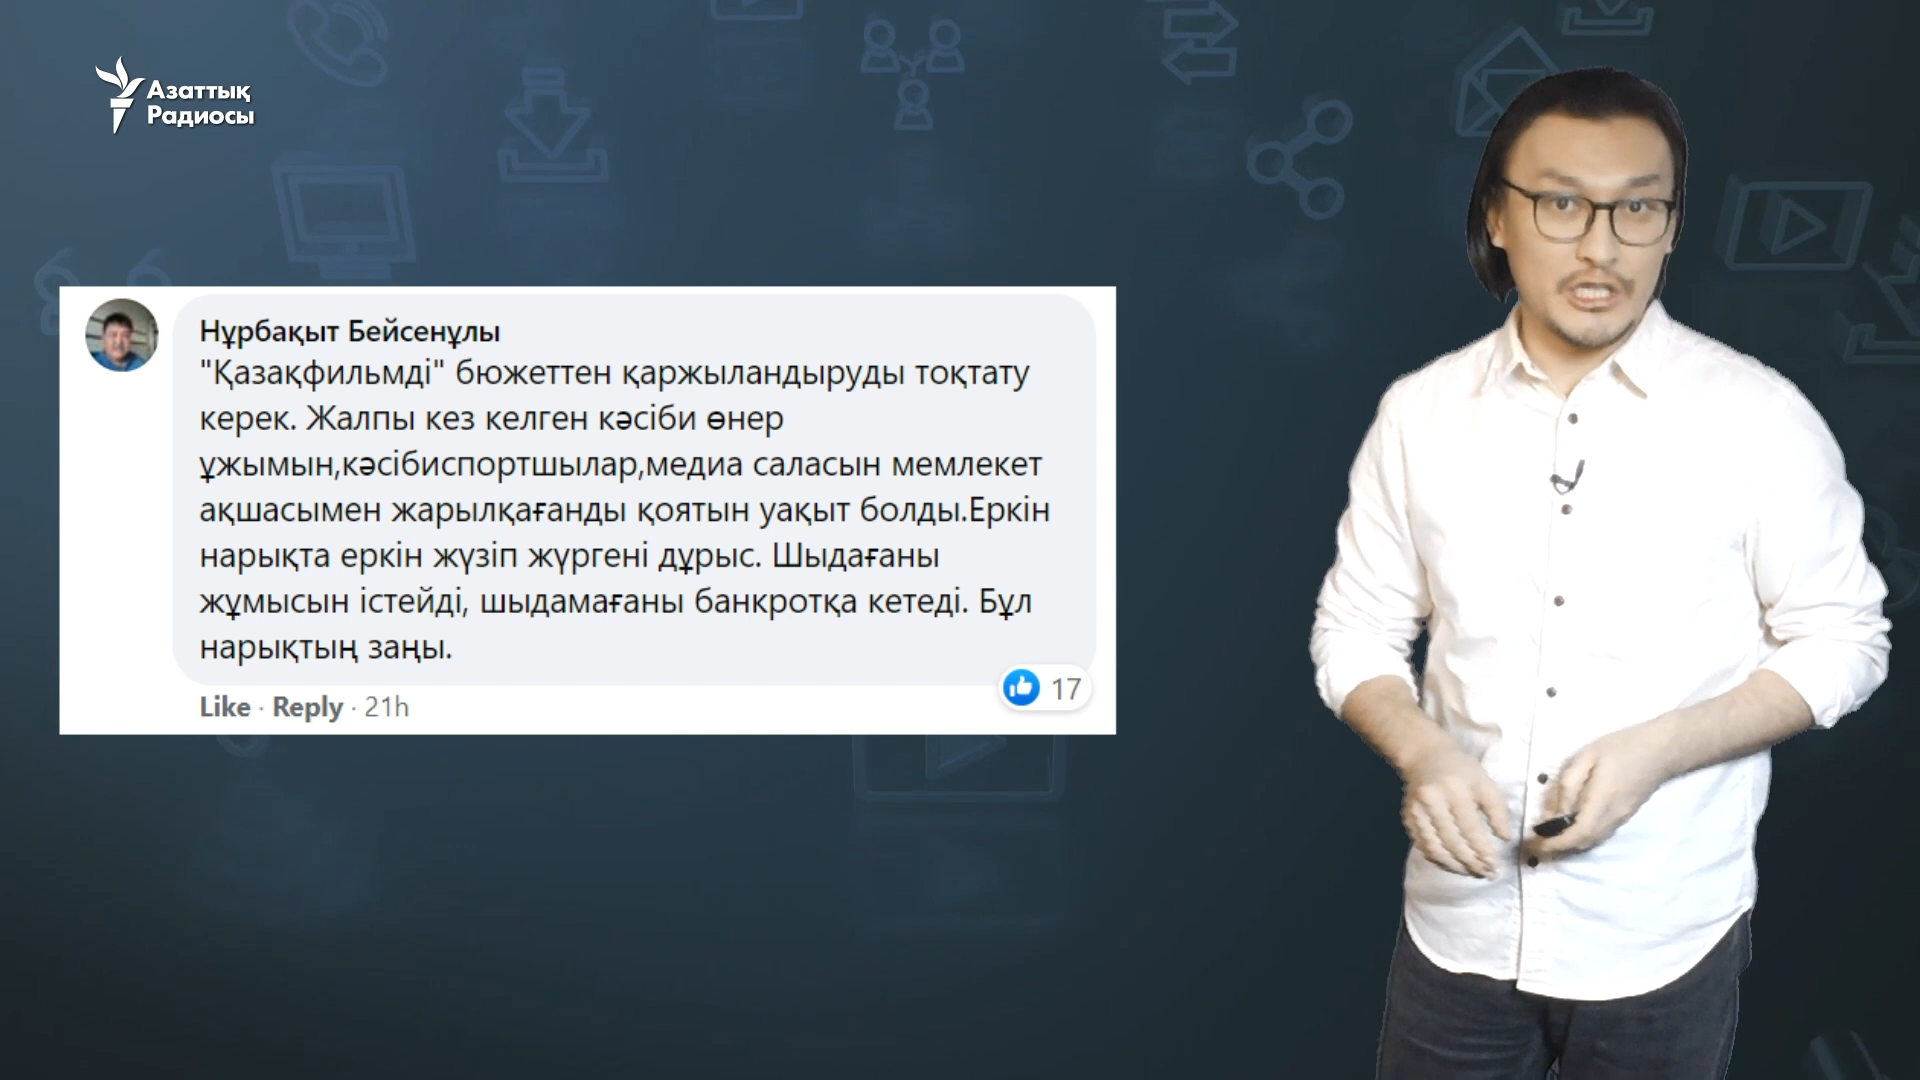 Азаттық
Радиосы
Нұрбақыт Бейсенұлы
"Қазақфильмді" бюжеттен қаржыландыруды тоқтату
керек. Жалпы кез келген кәсіби өнер
ұжымын,кәсібиспортшылар,медиа саласын мемлекет
ақшасымен жарылқағанды қоятын уақыт болды.Еркін
нарықта еркін жүзіп жүргені дұрыс. Шыдағаны
жұмысын істейді, шыдамағаны банкротқа кетеді. Бұл
нарықтың заңы.
17
Like · Reply · 21h